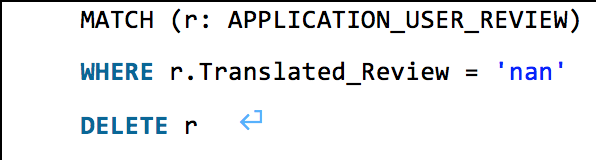 MATCH (r: APPLICATION_USER_REVIEW)
WHERE r.Translated_Review = 'nan'
DELETE r